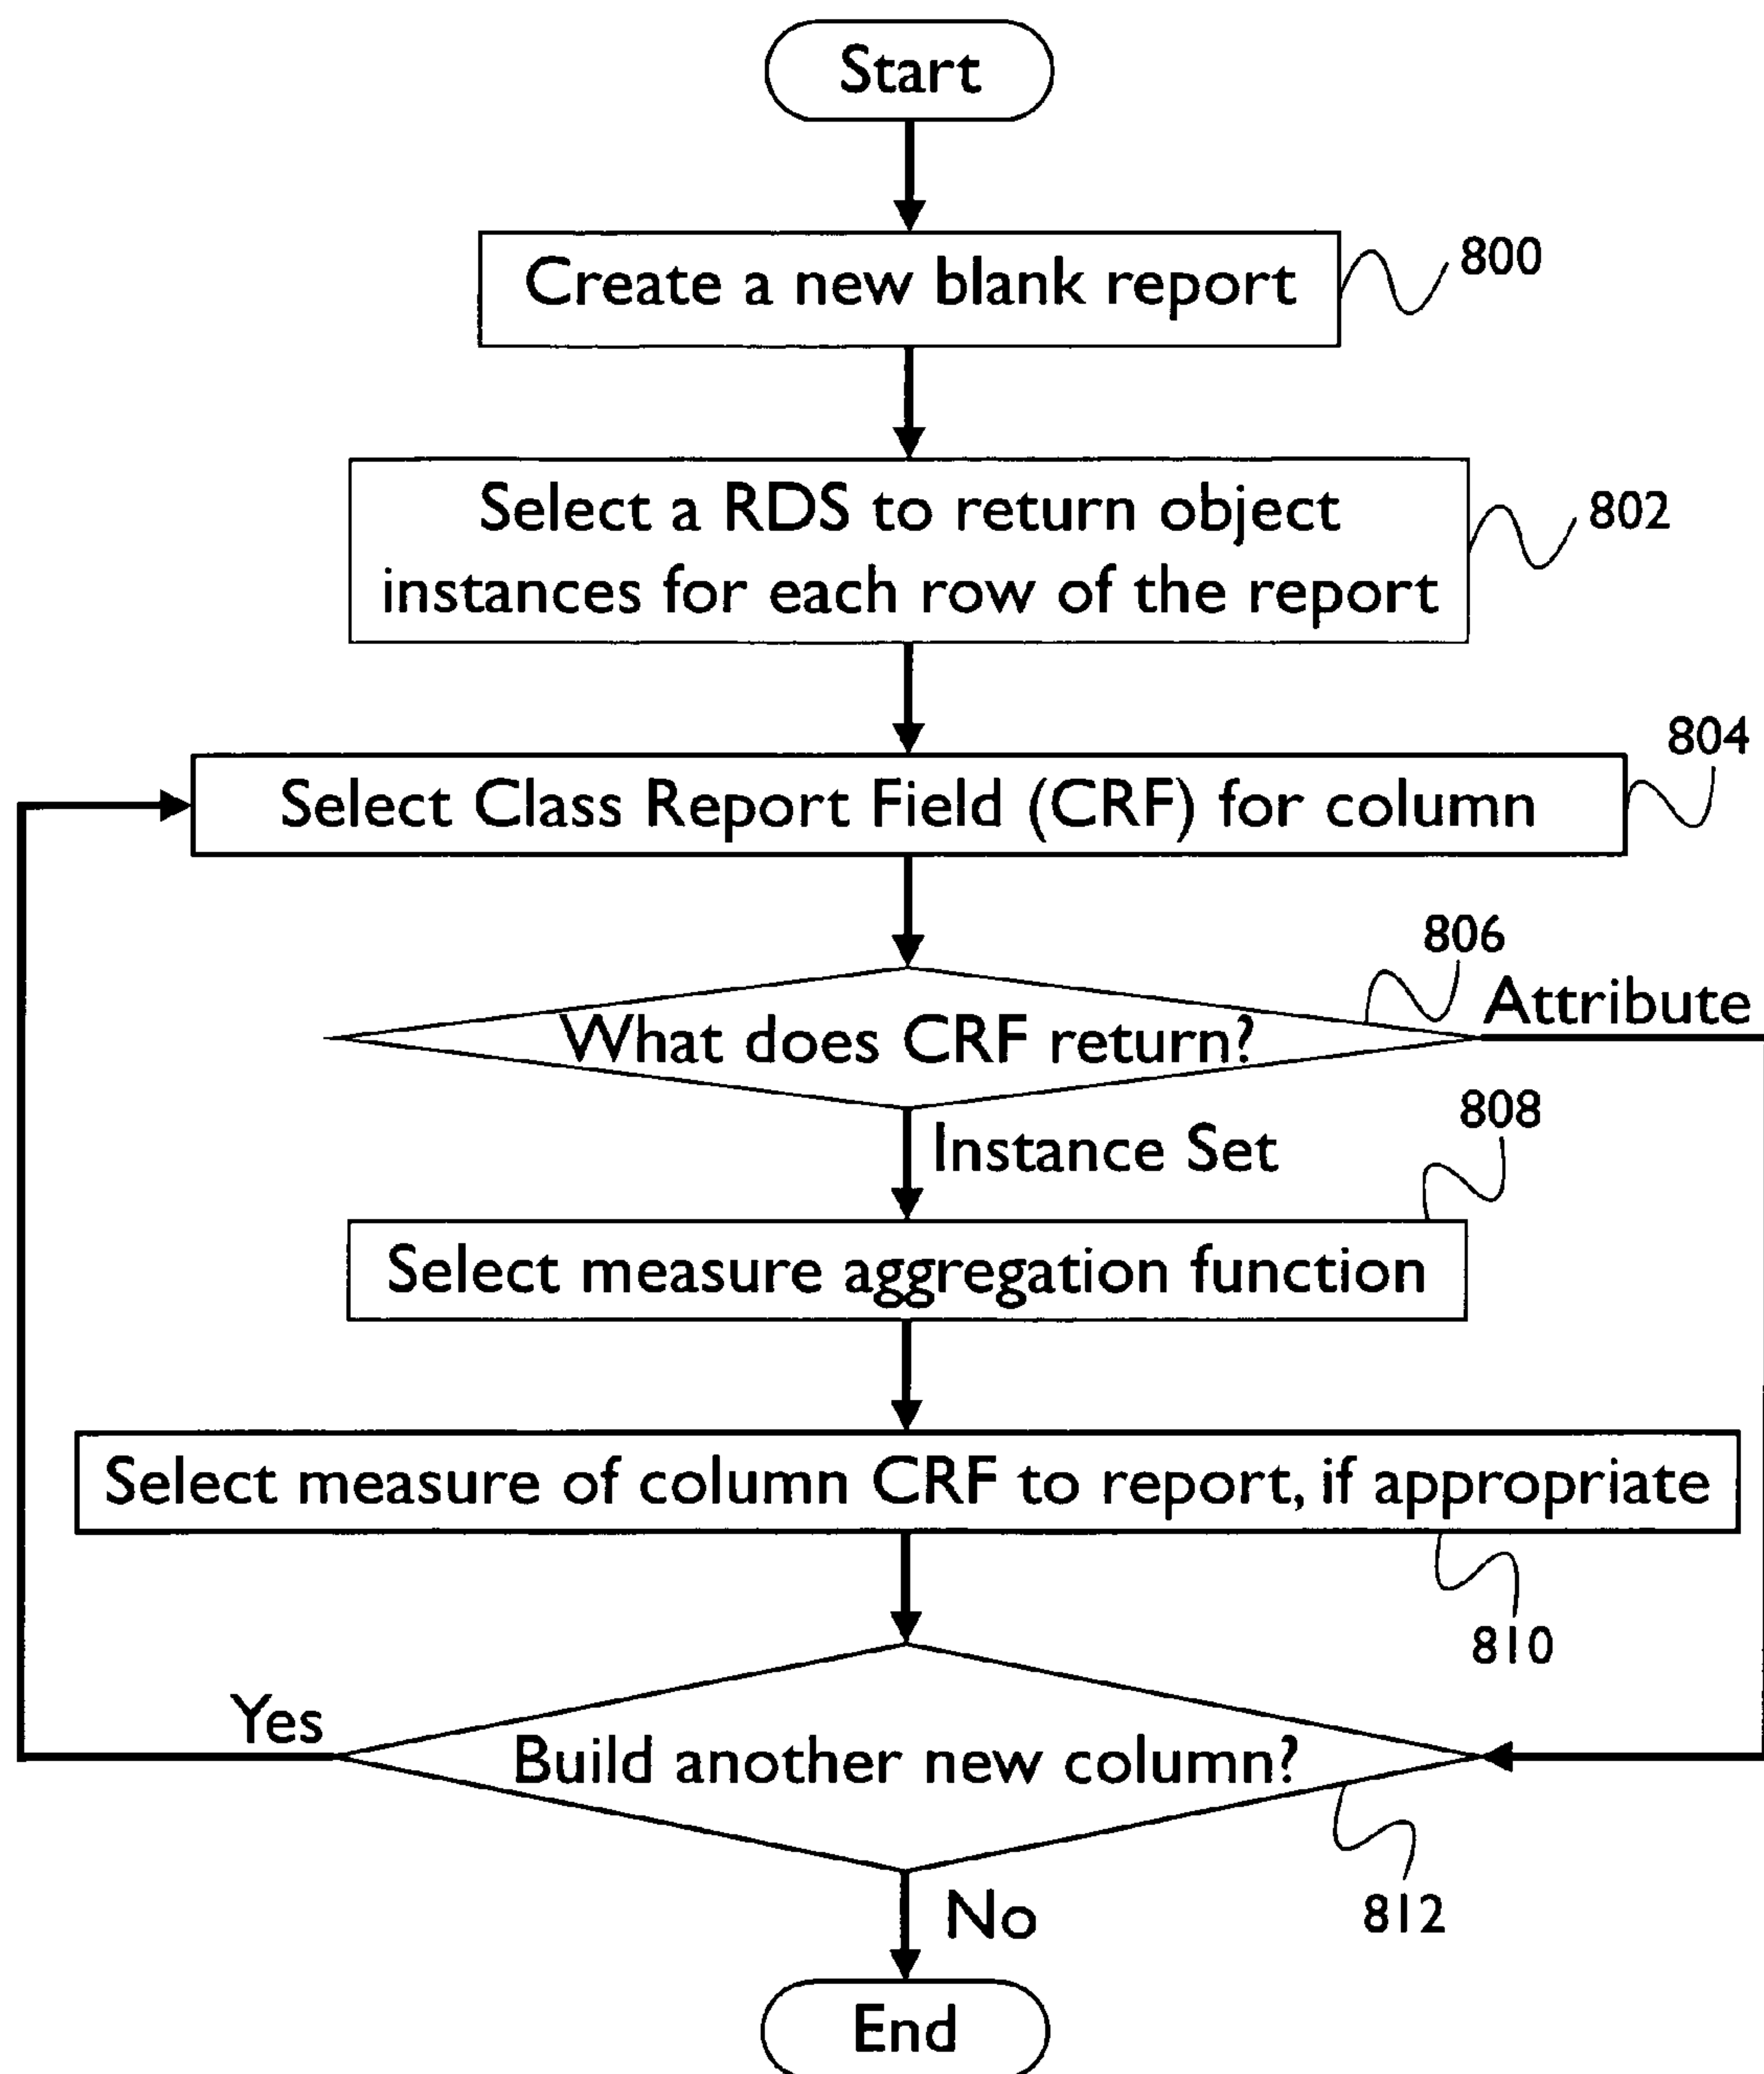 Start
Create a new blank report
800
Select a RDS to return object
instances for each row of the report
802
804
Select Class Report Field (CRF) for column
806
What does CRF return?
Attribute
Instance Set
808
Select measure aggregation function
Select measure of column CRF to report, if appropriate
810
Yes
Build another new column?
812
No
End